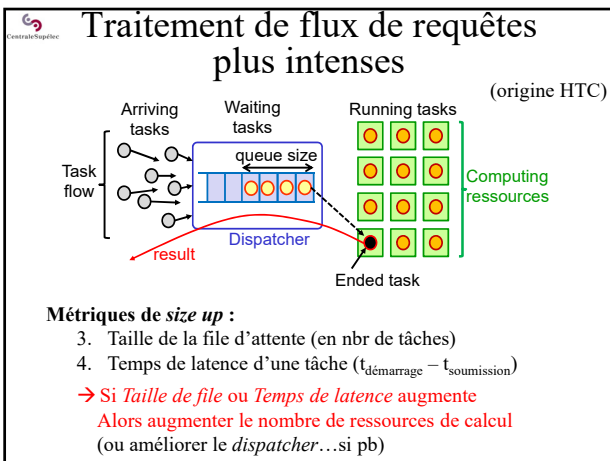 CentraleSupélec
Traitement de flux de requêtes
plus intenses
(origine HTC)
Arriving
tasks
Waiting
tasks
Running tasks
queue size
Task
flow
Computing
ressources
Dispatcher
result
Ended task
Métriques de size up :
3. Taille de la file d'attente (en nbr de tâches)
4. Temps de latence d'une tâche (tdémarrage – tsoumission)
→ Si Taille de file ou Temps de latence augmente
Alors augmenter le nombre de ressources de calcul
(ou améliorer le dispatcher…si pb)